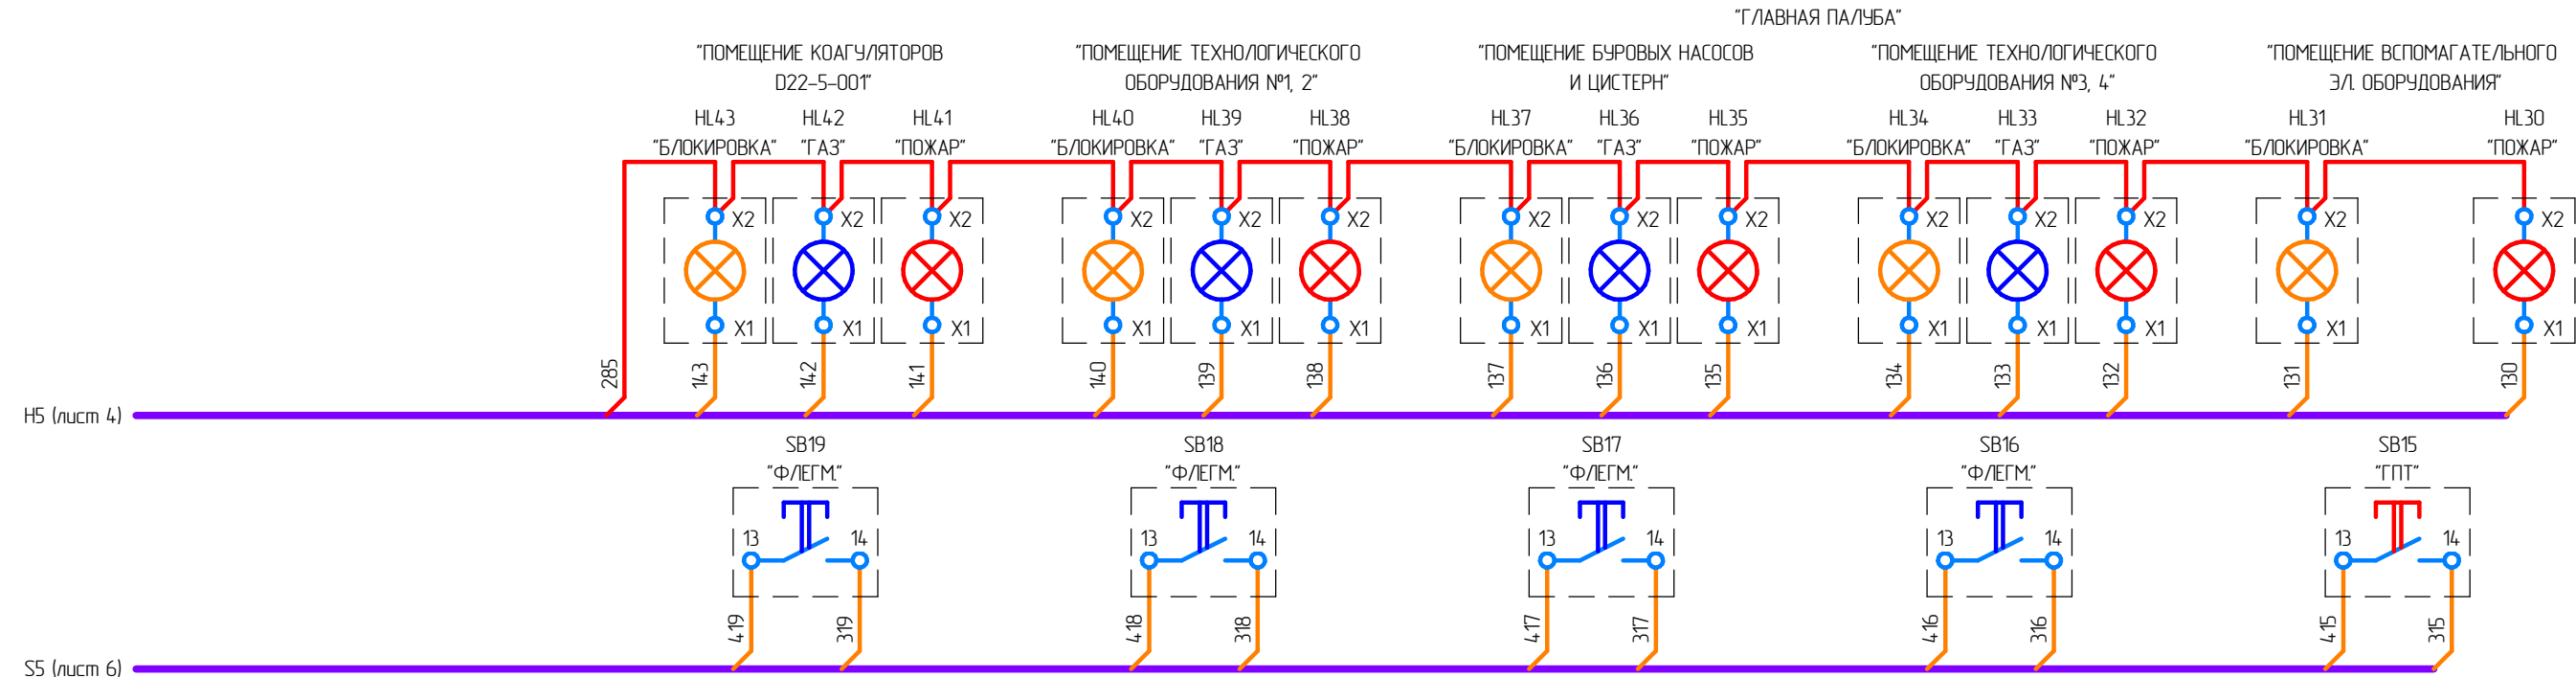 "ГЛАВНАЯ ПАЛУБА"
"ПОМЕЩЕНИЕ КОАГУЛЯТОРОВ
D22-5-001"
"ПОМЕЩЕНИЕ ТЕХНОЛОГИЧЕСКОГО
ОБОРУДОВАНИЯ №1, 2"
"ПОМЕЩЕНИЕ БУРОВЫХ НАСОСОВ
И ЦИСТЕРН"
"ПОМЕЩЕНИЕ ТЕХНОЛОГИЧЕСКОГО
ОБОРУДОВАНИЯ №3, 4"
"ПОМЕЩЕНИЕ ВСПОМАГАТЕЛЬНОГО
ЭЛ. ОБОРУДОВАНИЯ"
HL43 HL42 HL41 HL40 HL39 HL38 HL37 HL36 HL35 HL34 HL33 HL32 HL31 HL30
"БЛОКИРОВКА" "ГАЗ" "ПОЖАР" "БЛОКИРОВКА" "ГАЗ" "ПОЖАР" "БЛОКИРОВКА" "ГАЗ" "ПОЖАР" "БЛОКИРОВКА" "ГАЗ" "ПОЖАР" "БЛОКИРОВКА" "ПОЖАР"
X2 X2 X2 X2 X2 X2 X2 X2 X2 X2 X2 X2 X2 X2
X1 X1 X1 X1 X1 X1 X1 X1 X1 X1 X1 X1 X1 X1
285 143 142 141 140 139 138 137 136 135 134 133 132 131 130
H5 (лист 4)
SB19 SB18 SB17 SB16 SB15
"ФЛЕГМ." "ФЛЕГМ." "ФЛЕГМ." "ФЛЕГМ." "ГПТ"
13 14 13 14 13 14 13 14 13 14
419 319 418 318 417 317 416 316 415 315
S5 (лист 6)